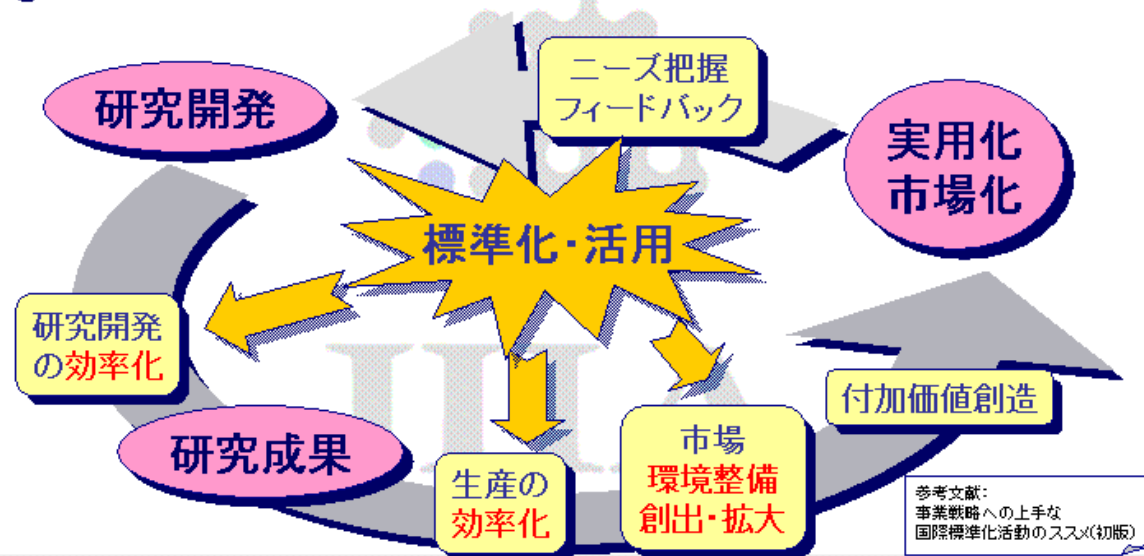 ニーズ把握
フィードバック
研究開発
実用化
市場化
標準化・活用
研究開発
の効率化
付加価値創造
研究成果
市場
環境整備
創出・拡大
生産の
効率化
参考文献:
事業戦略への上手な
国際標準化活動のススメ(初版)